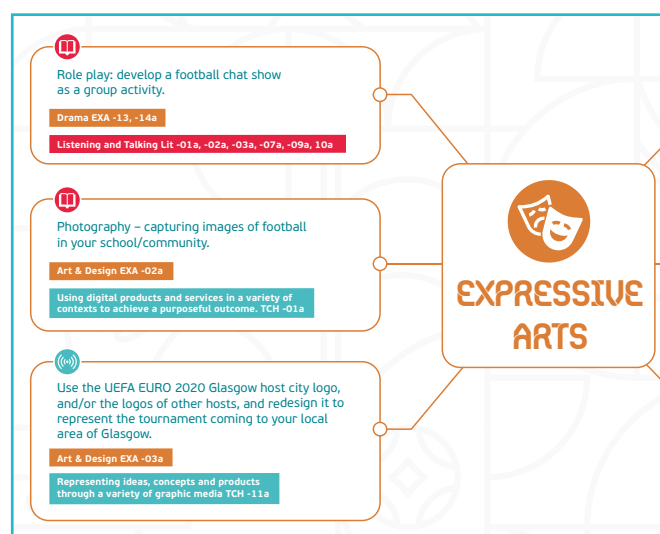 Role play: develop a football chat show
as a group activity.
Drama EXA -13, -14a
Listening and Talking Lit -01a, -02a, -03a, -07a, -09a, 10a
Photography – capturing images of football
in your school/community.
Art & Design EXA -02a
Using digital products and services in a variety of
contexts to achieve a purposeful outcome. TCH -01a
Use the UEFA EURO 2020 Glasgow host city logo,
and/or the logos of other hosts, and redesign it to
represent the tournament coming to your local
area of Glasgow.
Art & Design EXA -03a
Representing ideas, concepts and products
through a variety of graphic media TCH -11a
EXPRESSIVE
ARTS